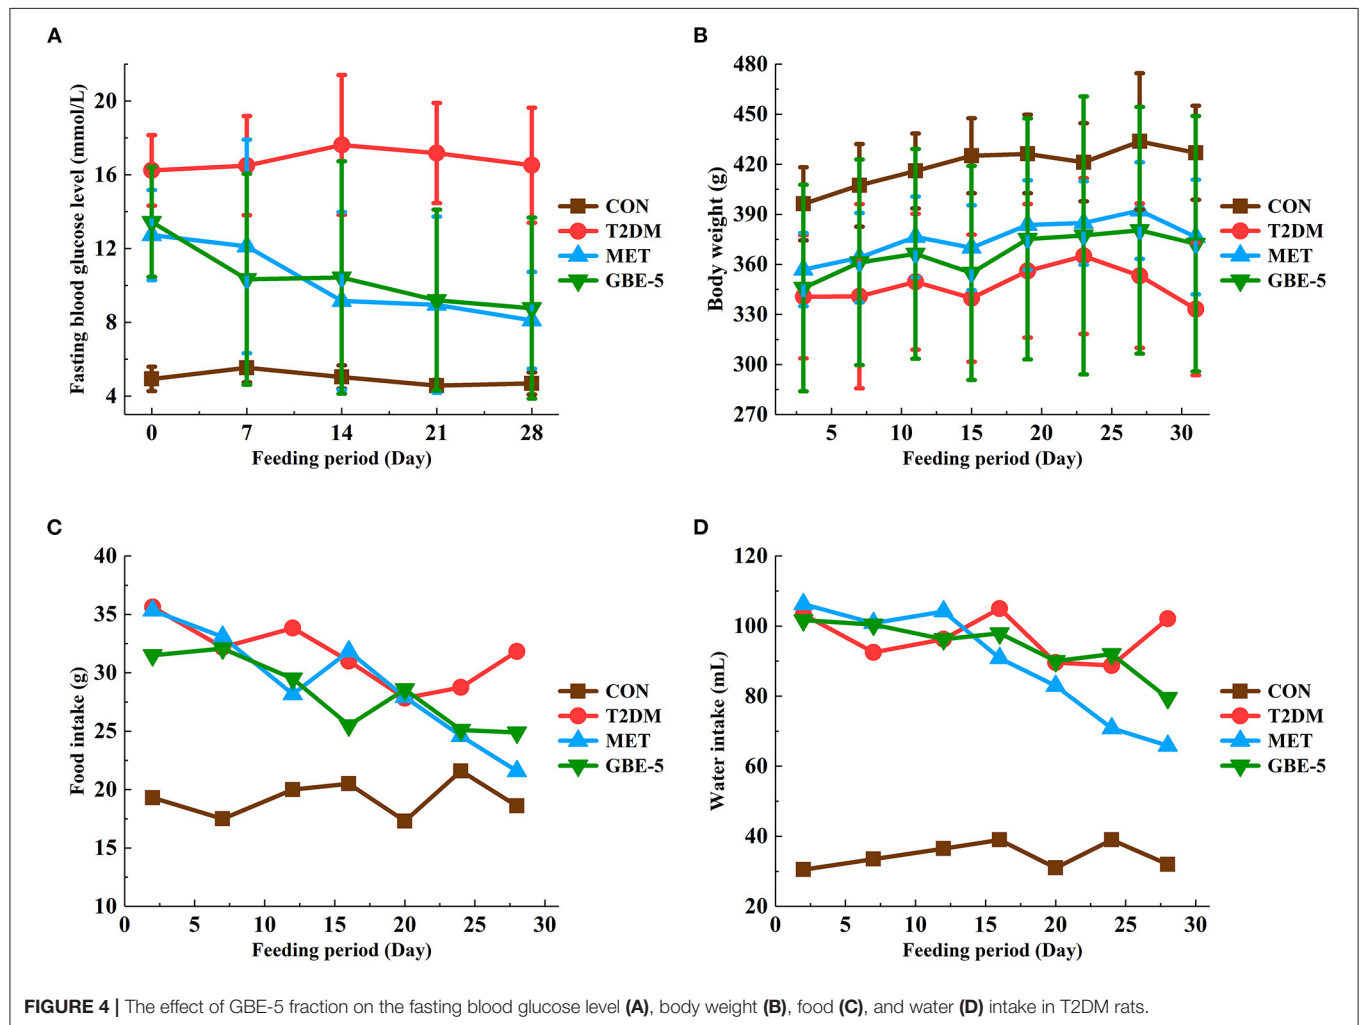 A
Fasting blood glucose level (mmol/L)
20
16
12
8
4
0 7 14 21 28
Feeding period (Day)
CON
T2DM
MET
GBE-5
B
Body weight (g)
480
450
420
390
360
330
300
270
5 10 15 20 25 30
Feeding period (Day)
CON
T2DM
MET
GBE-5
C
Food intake (g)
40
35
30
25
20
15
10
0 5 10 15 20 25 30
Feeding period (Day)
CON
T2DM
MET
GBE-5
D
Water intake (mL)
120
100
80
60
40
20
0 5 10 15 20 25 30
Feeding period (Day)
CON
T2DM
MET
GBE-5
FIGURE 4 | The effect of GBE-5 fraction on the fasting blood glucose level (A), body weight (B), food (C), and water (D) intake in T2DM rats.